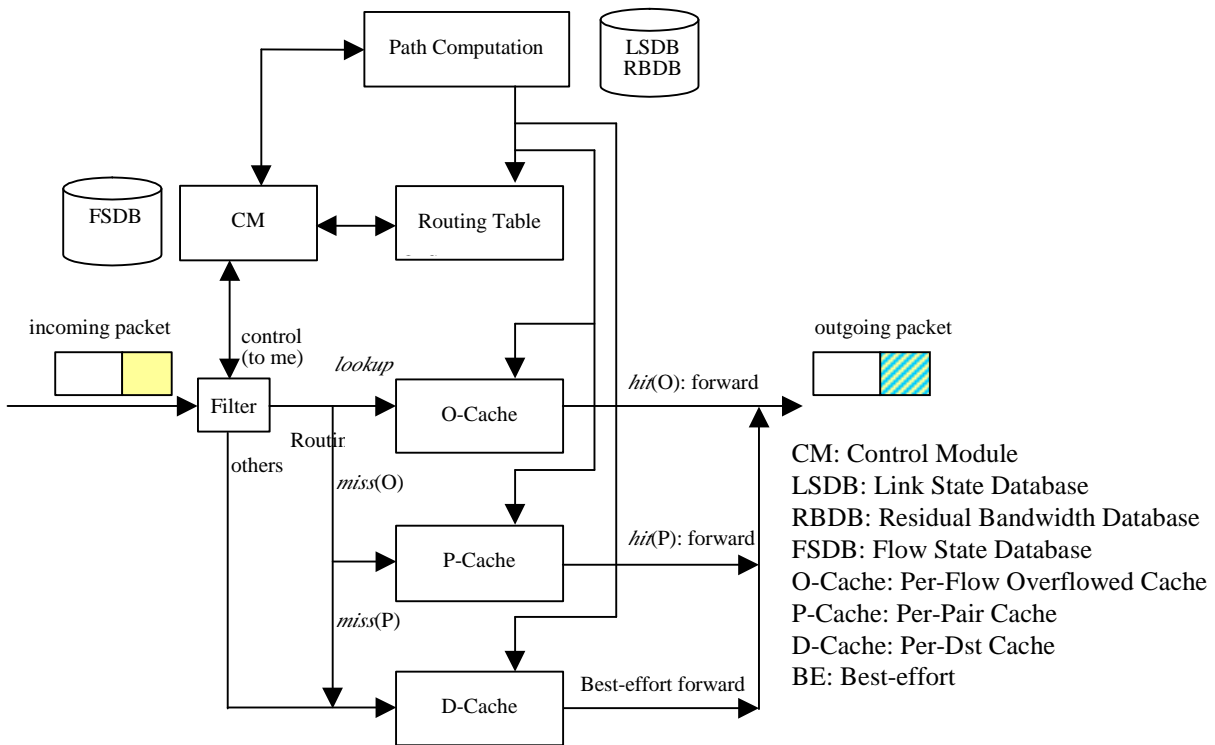 Path Computation
LSDB
RBDB
FSDB
CM
Routing Table
incoming packet
control
(to me)
lookup
outgoing packet
hit(O): forward
Filter
O-Cache
others
miss(O)
CM: Control Module
LSDB: Link State Database
RBDB: Residual Bandwidth Database
FSDB: Flow State Database
O-Cache: Per-Flow Overflowed Cache
P-Cache: Per-Pair Cache
D-Cache: Per-Dst Cache
BE: Best-effort
hit(P): forward
P-Cache
miss(P)
Best-effort forward
D-Cache